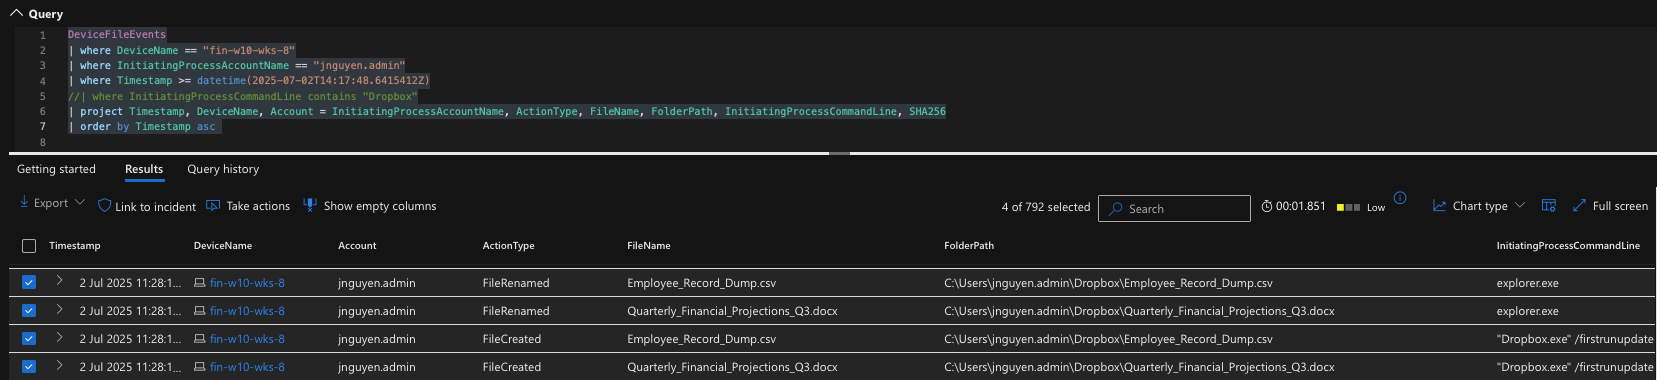 Query
1 DeviceFileEvents
2 | where DeviceName == "fin-w10-wks-8"
3 | where InitiatingProcessAccountName == "jnguyen.admin"
4 | where Timestamp >= datetime(2025-07-02T14:17:48.6415412Z)
5 //| where InitiatingProcessCommandLine contains "Dropbox"
6 | project Timestamp, DeviceName, Account = InitiatingProcessAccountName, ActionType, FileName, FolderPath, InitiatingProcessCommandLine, SHA256
7 | order by Timestamp asc
8
Getting started Results Query history
Export Link to incident Take actions Show empty columns 4 of 792 selected Search 00:01.851 Low Chart type Full screen
Timestamp DeviceName Account ActionType FileName FolderPath InitiatingProcessCommandLine
2 Jul 2025 11:28:1... fin-w10-wks-8 jnguyen.admin FileRenamed Employee_Record_Dump.csv C:\Users\jnguyen.admin\Dropbox\Employee_Record_Dump.csv explorer.exe
2 Jul 2025 11:28:1... fin-w10-wks-8 jnguyen.admin FileRenamed Quarterly_Financial_Projections_Q3.docx C:\Users\jnguyen.admin\Dropbox\Quarterly_Financial_Projections_Q3.docx explorer.exe
2 Jul 2025 11:28:1... fin-w10-wks-8 jnguyen.admin FileCreated Employee_Record_Dump.csv C:\Users\jnguyen.admin\Dropbox\Employee_Record_Dump.csv "Dropbox.exe" /firstrunupdate
2 Jul 2025 11:28:1... fin-w10-wks-8 jnguyen.admin FileCreated Quarterly_Financial_Projections_Q3.docx C:\Users\jnguyen.admin\Dropbox\Quarterly_Financial_Projections_Q3.docx "Dropbox.exe" /firstrunupdate